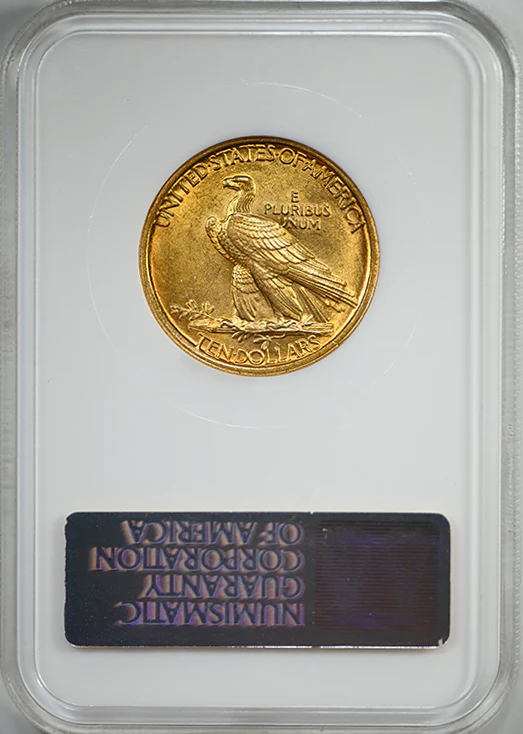 UNITED·STATES·OF·AMERICA
E
PLURIBUS
UNUM
TEN·DOLLARS
NUMISMATIC
GUARANTY
CORPORATION
OF AMERICA